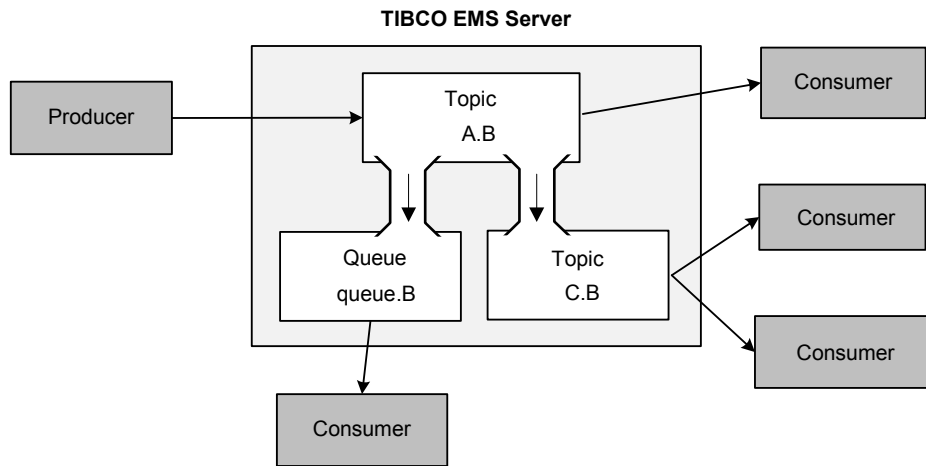 TIBCO EMS Server
Producer
Topic
A.B
Consumer
Consumer
Queue
queue.B
Topic
C.B
Consumer
Consumer